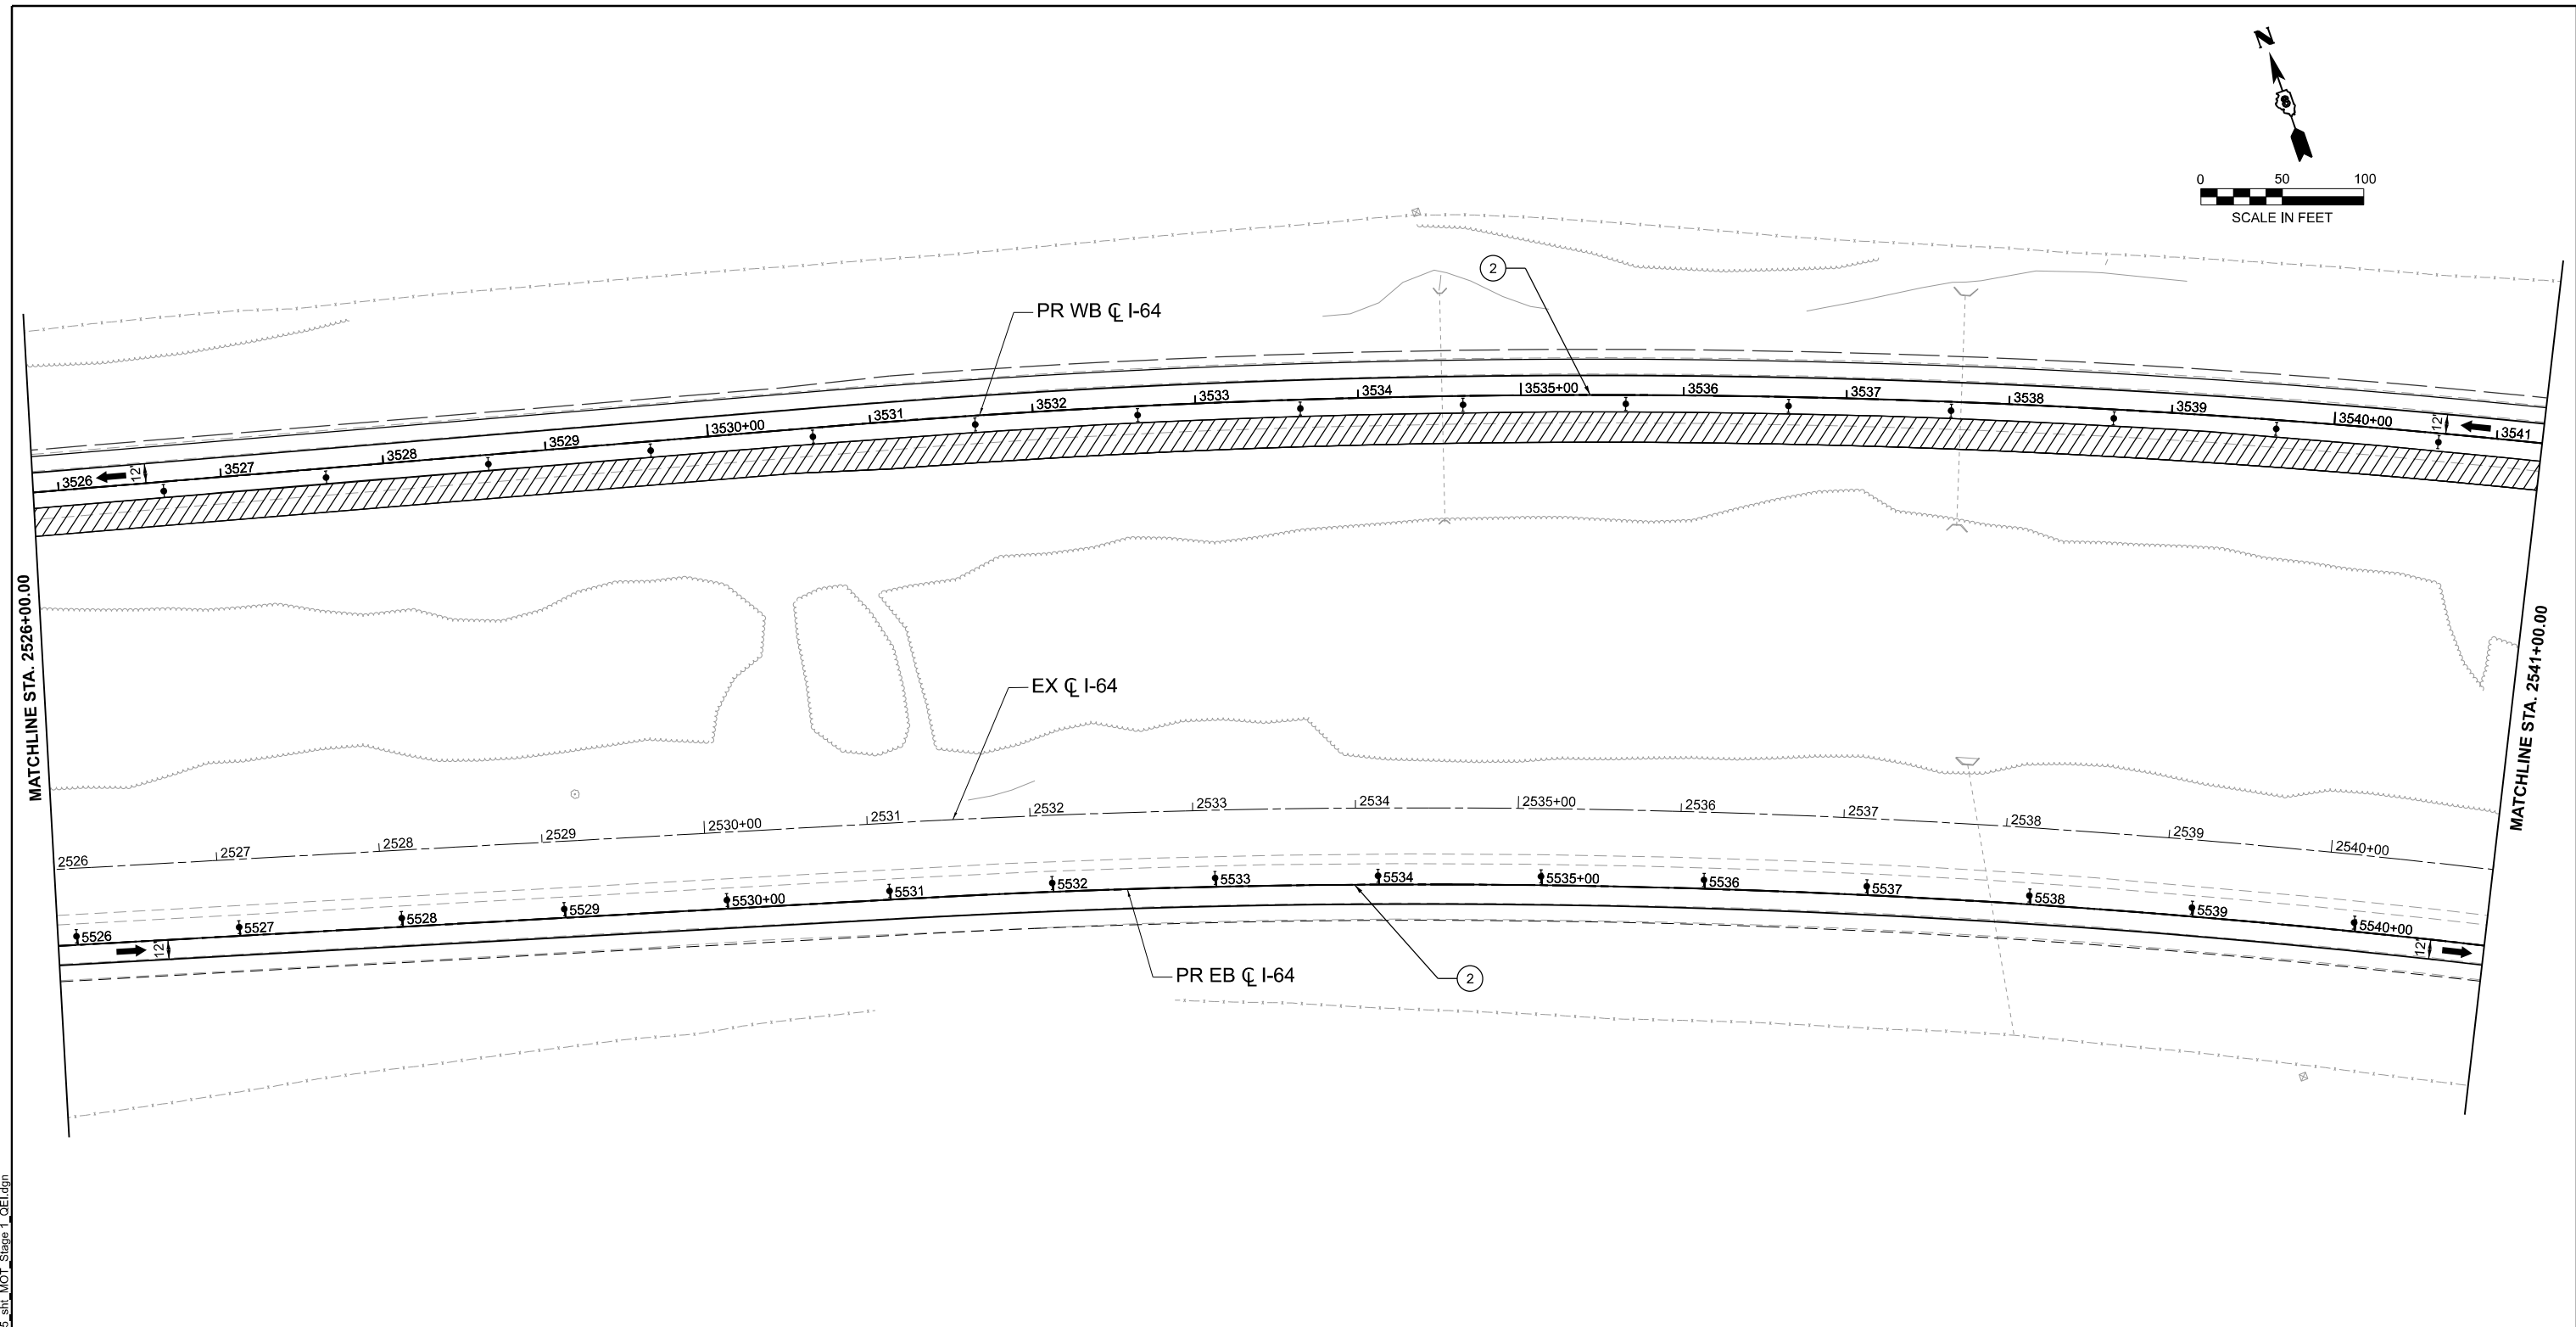 N
0 50 100
SCALE IN FEET
2
PR WB ℄ I-64
3526 3527 3528 3529 3530+00 3531 3532 3533 3534 3535+00 3536 3537 3538 3539 3540+00 3541
12'
12'
MATCHLINE STA. 2526+00.00
MATCHLINE STA. 2541+00.00
EX ℄ I-64
2526 2527 2528 2529 2530+00 2531 2532 2533 2534 2535+00 2536 2537 2538 2539 2540+00
5526 5527 5528 5529 5530+00 5531 5532 5533 5534 5535+00 5536 5537 5538 5539 5540+00
12'
12'
PR EB ℄ I-64
2
5_sht_MOT_Stage 1_QEI.dgn